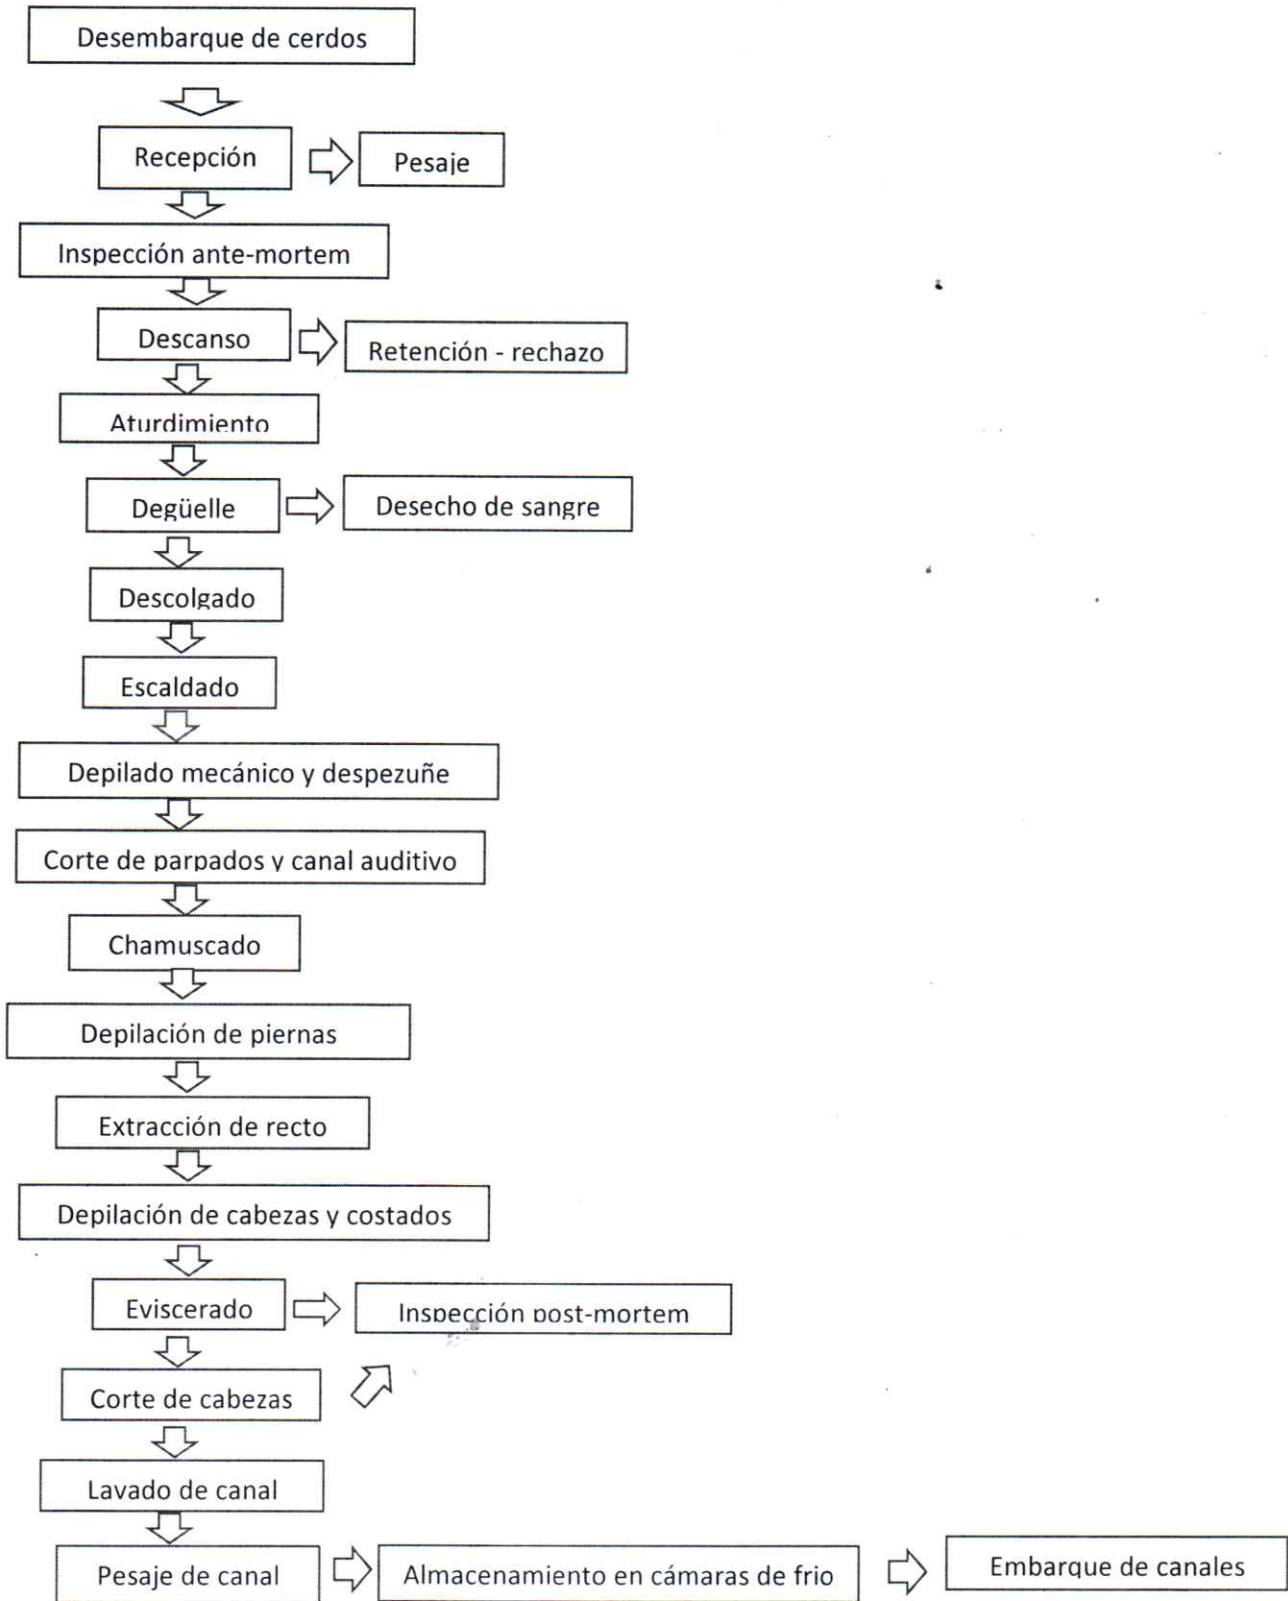 Desembarque de cerdos
Recepción
Pesaje
Inspección ante-mortem
Descanso
Retención - rechazo
Aturdimiento
Degüelle
Desecho de sangre
Descolgado
Escaldado
Depilado mecánico y despezuñe
Corte de parpados y canal auditivo
Chamuscado
Depilación de piernas
Extracción de recto
Depilación de cabezas y costados
Eviscerado
Inspección post-mortem
Corte de cabezas
Lavado de canal
Pesaje de canal
Almacenamiento en cámaras de frio
Embarque de canales